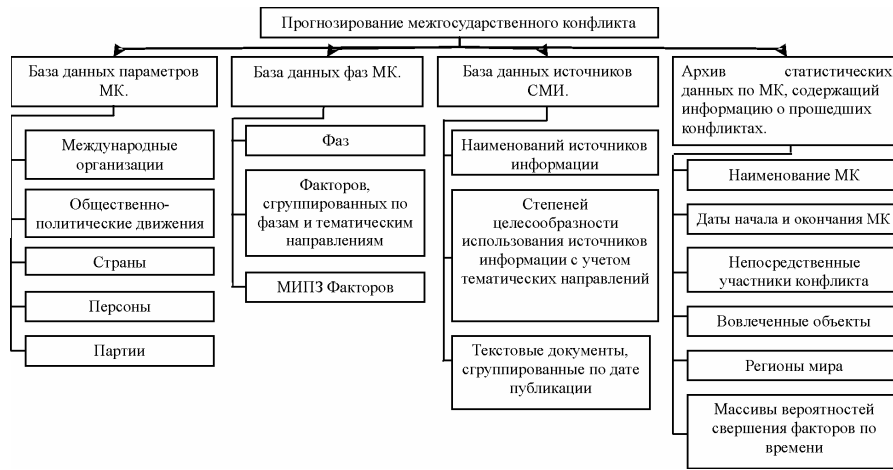 Прогнозирование межгосударственного конфликта
База данных параметров
МК.
Международные
организации
Общественно-
политические движения
Страны
Персоны
Партии
База данных фаз МК.
Фаз
Факторов,
сгруппированных по
фазам и тематическим
направлениям
МИПЗ Факторов
База данных источников
СМИ.
Наименований источников
информации
Степеней
целесообразности
использования источников
информации с учетом
тематических направлений
Текстовые документы,
сгруппированные по дате
публикации
Архив статистических
данных по МК, содержащий
информацию о прошедших
конфликтах.
Наименование МК
Даты начала и окончания МК
Непосредственные
участники конфликта
Вовлеченные объекты
Регионы мира
Массивы вероятностей
свершения факторов по
времени